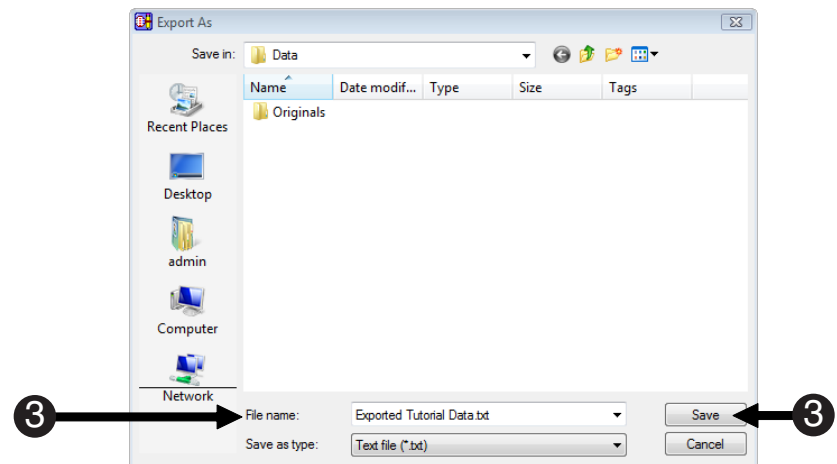 Export As
Save in: Data
Name Date modif... Type Size Tags
Originals
Recent Places
Desktop
admin
Computer
Network
3 File name: Exported Tutorial Data.txt Save 3
Save as type: Text file (*.txt) Cancel